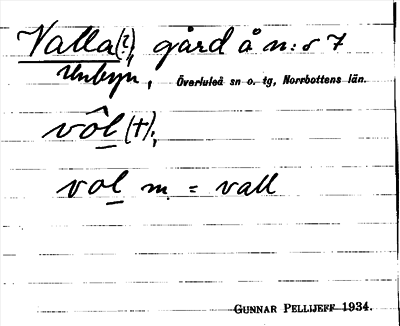 Valla(?), gård å n:o 7
Unbyn, Överluleå sn o. tg, Norrbottens län.
vôl (†);
vol m. = vall
GUNNAR PELLIJEFF 1934.